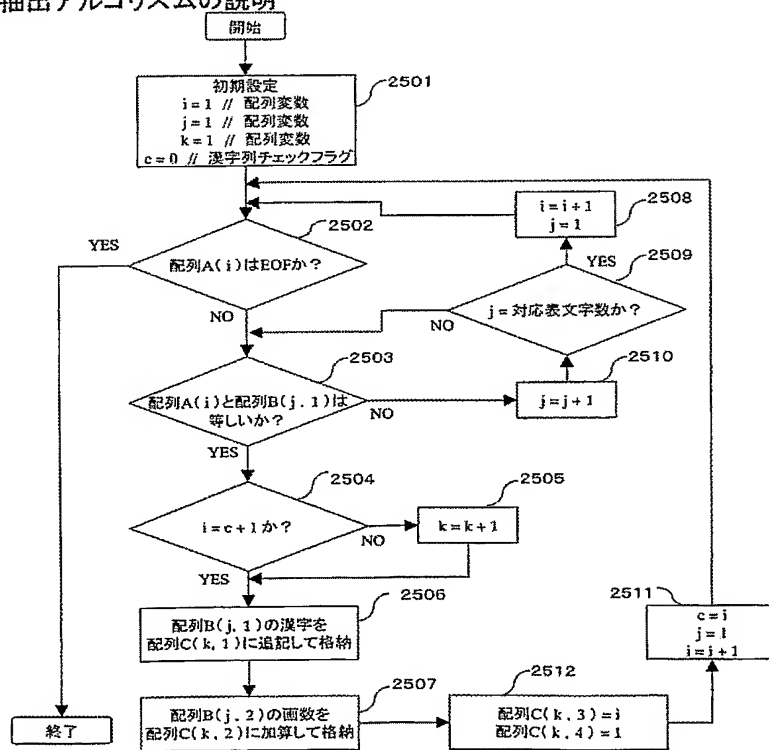 抽出アルゴリズムの説明
開始
2501
初期設定
i=1 // 配列変数
j=1 // 配列変数
k=1 // 配列変数
c=0 // 漢字列チェックフラグ
2508
i=i+1
j=1
2502
YES
配列A(i)はEOFか?
NO
2509
YES
j=対応表文字数か?
NO
2503
配列A(i)と配列B(j.1)は
等しいか?
NO
YES
2510
j=j+1
2504
i=c+1か?
NO
YES
2505
k=k+1
2506
配列B(j,1)の漢字を
配列C(k,1)に追記して格納
2511
c=i
j=1
i=i+1
2507
配列B(j,2)の画数を
配列C(k,2)に加算して格納
2512
配列C(k,3)=i
配列C(k,4)=1
終了